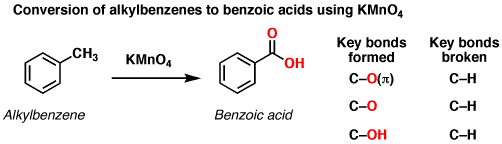 Conversion of alkylbenzenes to benzoic acids using KMnO₄
CH₃
KMnO₄
O
OH
Alkylbenzene
Benzoic acid
Key bonds formed
Key bonds broken
C–O(π)
C–H
C–O
C–H
C–OH
C–H